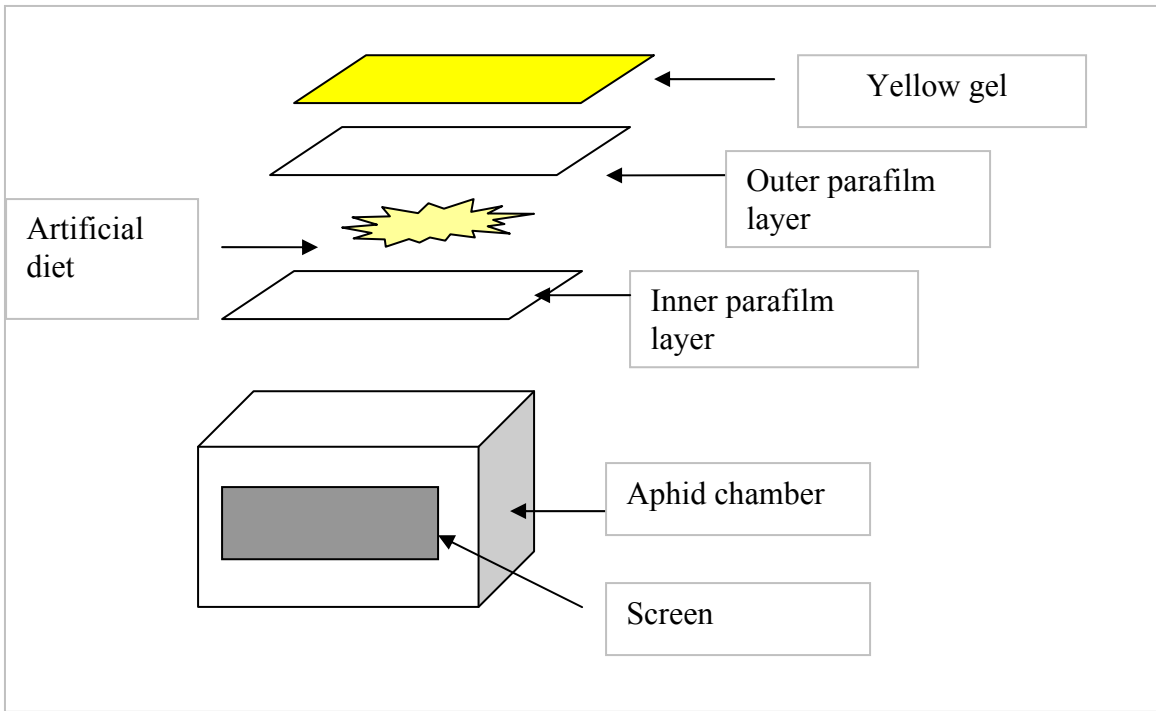 Yellow gel
Outer parafilm
layer
Artificial
diet
Inner parafilm
layer
Aphid chamber
Screen